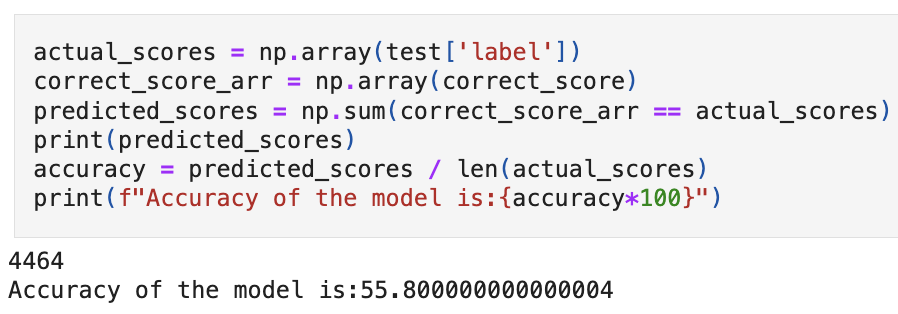 actual_scores = np.array(test['label'])
correct_score_arr = np.array(correct_score)
predicted_scores = np.sum(correct_score_arr == actual_scores)
print(predicted_scores)
accuracy = predicted_scores / len(actual_scores)
print(f"Accuracy of the model is:{accuracy*100}")
4464
Accuracy of the model is:55.800000000000004